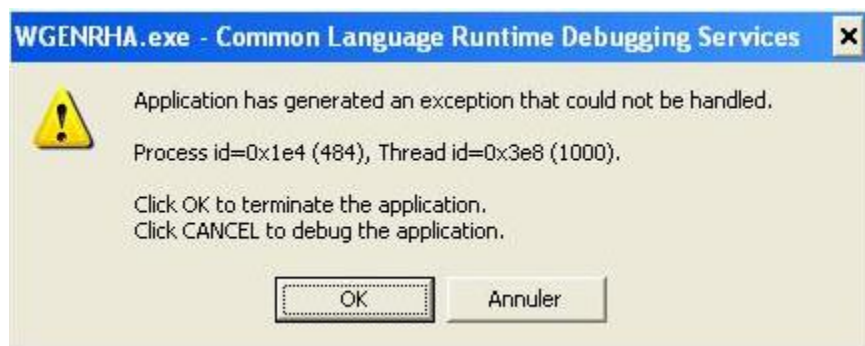 WGENRHA.exe - Common Language Runtime Debugging Services
Application has generated an exception that could not be handled.
Process id=0x1e4 (484), Thread id=0x3e8 (1000).
Click OK to terminate the application.
Click CANCEL to debug the application.
OK
Annuler